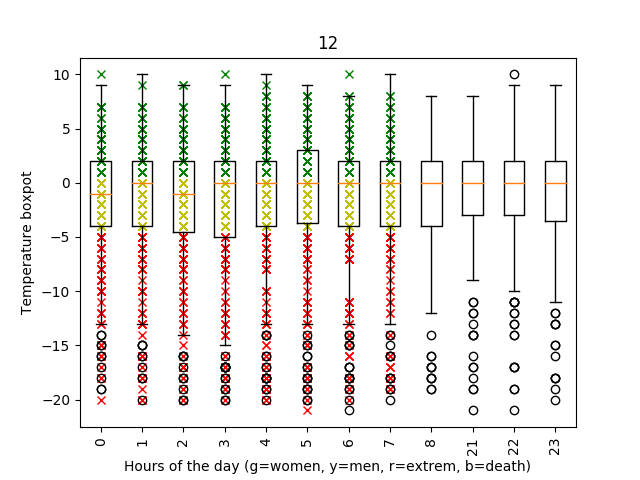 12
10
5
0
−5
−10
−15
−20
Temperature boxpot
0 1 2 3 4 5 6 7 8 21 22 23
Hours of the day (g=women, y=men, r=extrem, b=death)